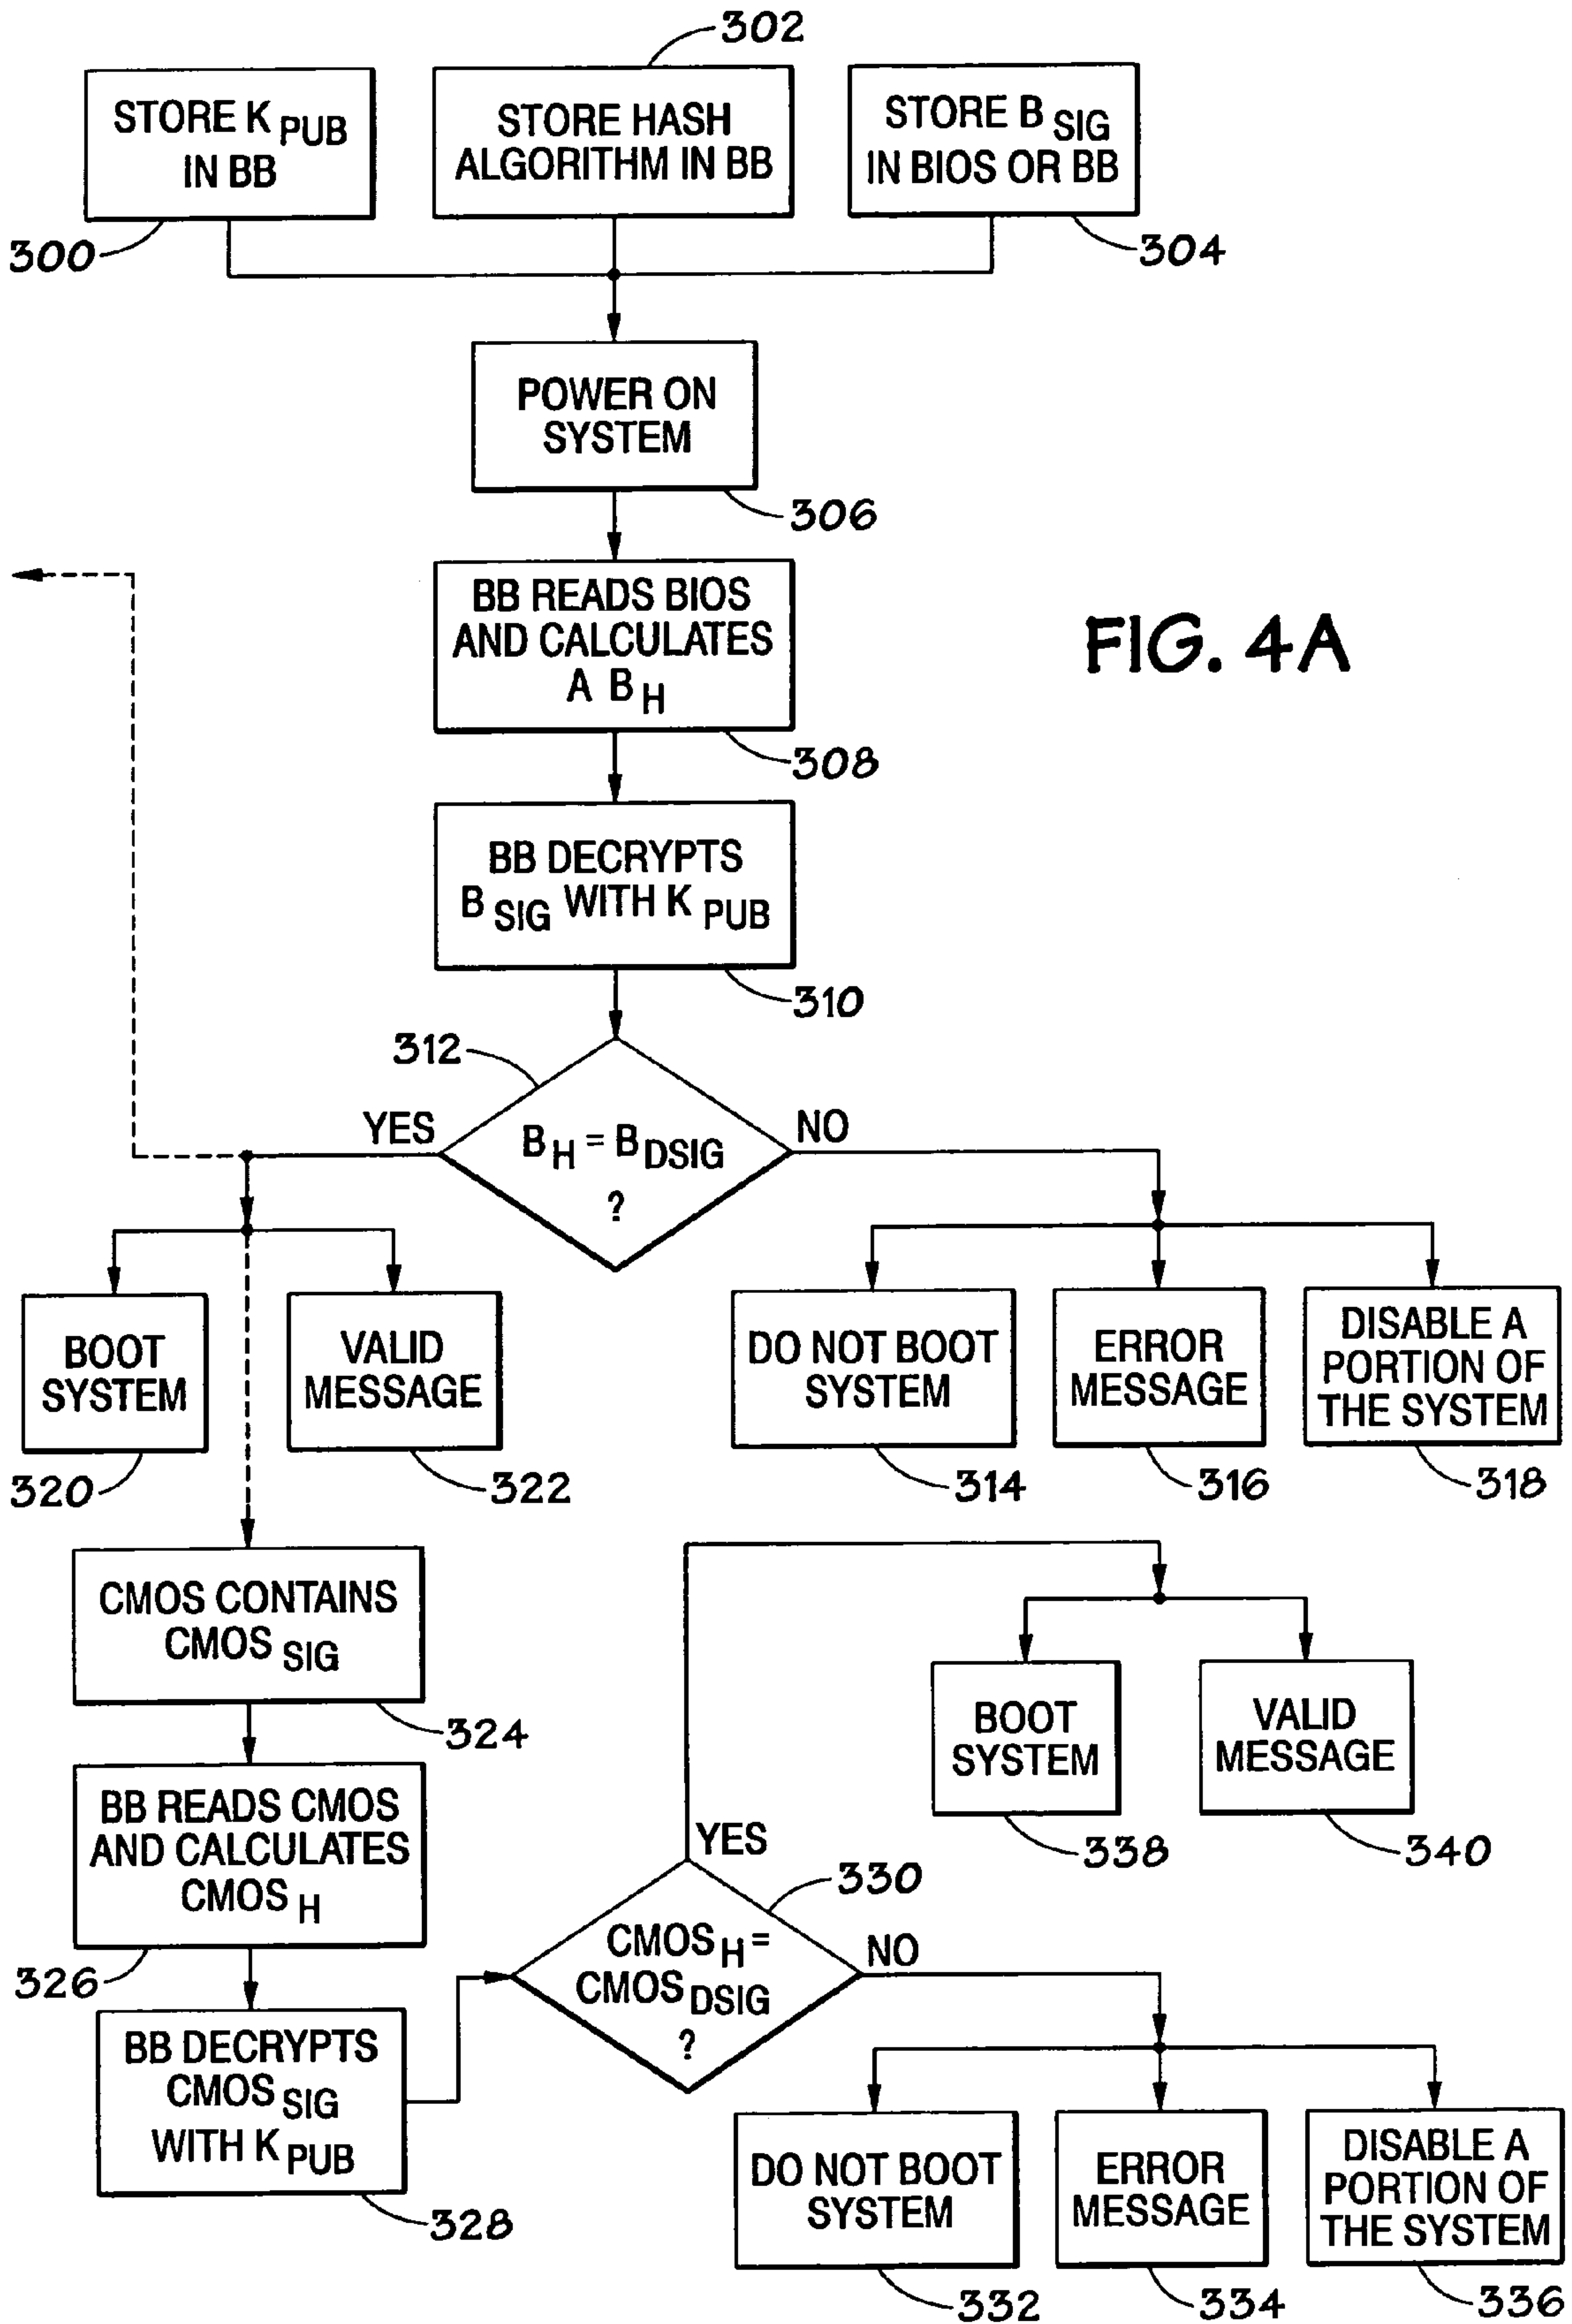 302
STORE K PUB
IN BB
STORE HASH
ALGORITHM IN BB
STORE B SIG
IN BIOS OR BB
300
304
POWER ON
SYSTEM
306
BB READS BIOS
AND CALCULATES
A B H
FIG. 4A
308
BB DECRYPTS
B SIG WITH K PUB
310
312
YES
NO
B H = B DSIG
?
BOOT
SYSTEM
VALID
MESSAGE
DO NOT BOOT
SYSTEM
ERROR
MESSAGE
DISABLE A
PORTION OF
THE SYSTEM
320
322
314
316
318
CMOS CONTAINS
CMOS SIG
324
BOOT
SYSTEM
VALID
MESSAGE
338
340
BB READS CMOS
AND CALCULATES
CMOS H
326
YES
330
CMOS H =
CMOS DSIG
?
NO
BB DECRYPTS
CMOS SIG
WITH K PUB
328
DO NOT BOOT
SYSTEM
ERROR
MESSAGE
DISABLE A
PORTION OF
THE SYSTEM
332
334
336